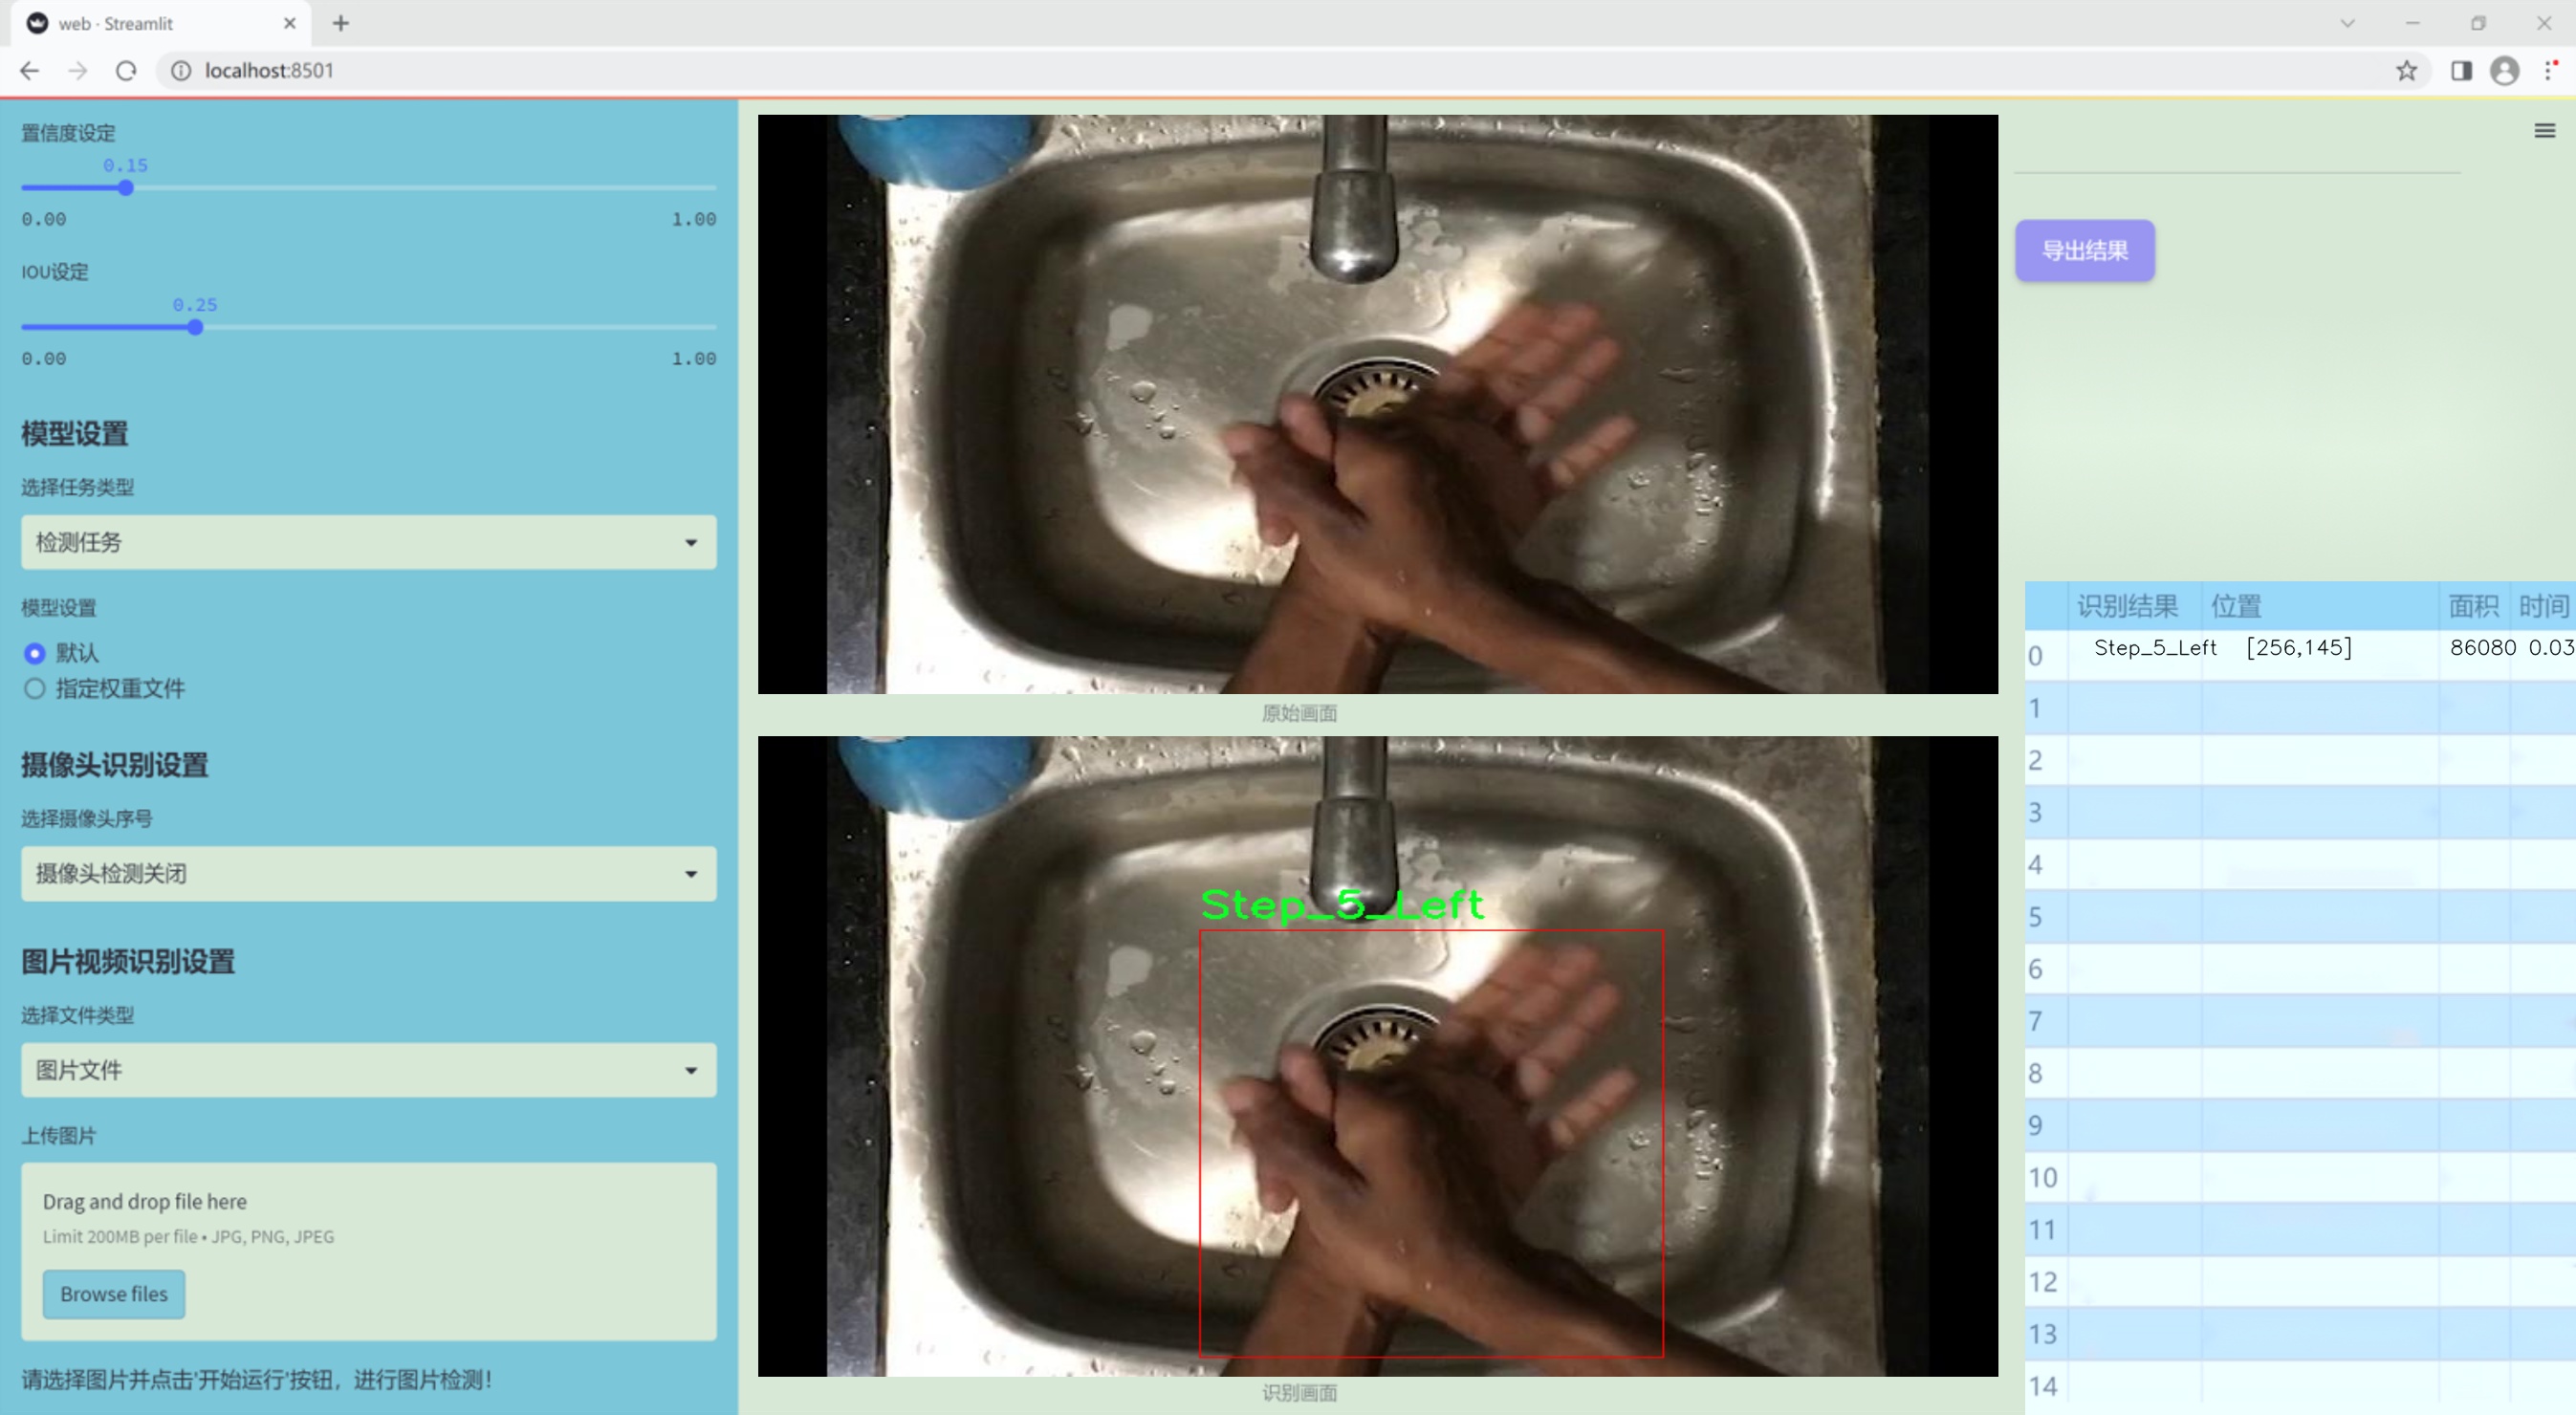 web · Streamlit
localhost:8501
置信度设定
0.15
0.00 1.00
IOU设定
0.25
0.00 1.00
模型设置
选择任务类型
检测任务
模型设置
默认
指定权重文件
摄像头识别设置
选择摄像头序号
摄像头检测关闭
图片视频识别设置
选择文件类型
图片文件
上传图片
Drag and drop file here
Limit 200MB per file • JPG, PNG, JPEG
Browse files
请选择图片并点击'开始运行'按钮，进行图片检测！
原始画面
Step_5_Left
识别画面
导出结果
识别结果 位置 面积 时间
0 Step_5_Left [256,145] 86080 0.03
1
2
3
4
5
6
7
8
9
10
11
12
13
14